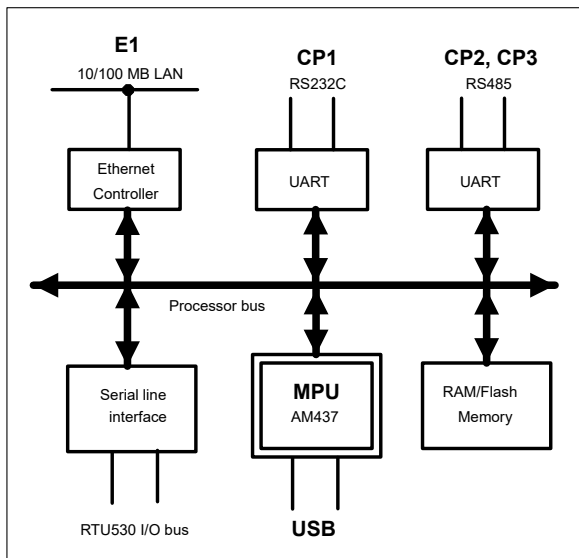 E1
10/100 MB LAN
CP1
RS232C
CP2, CP3
RS485
Ethernet
Controller
UART
UART
Processor bus
Serial line
interface
MPU
AM437
RAM/Flash
Memory
RTU530 I/O bus
USB